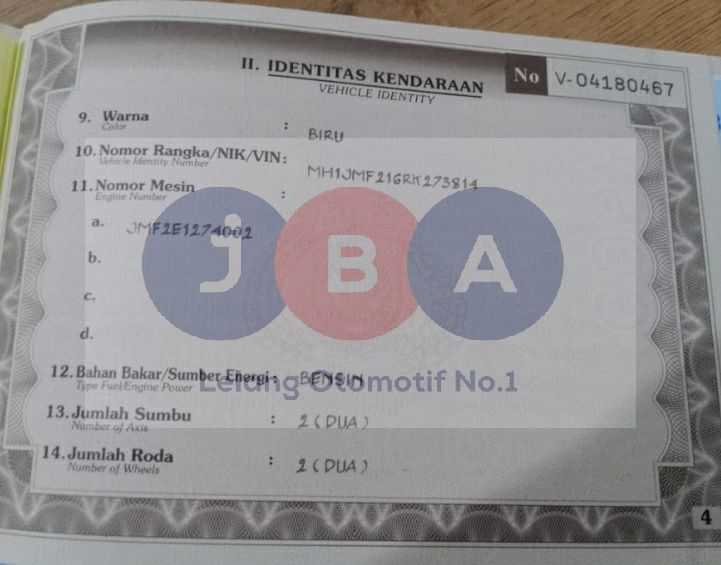 II. IDENTITAS KENDARAAN
VEHICLE IDENTITY
No V-04180467
9. Warna : BIRU
Color
10. Nomor Rangka/NIK/VIN: MH1JMF216RK273814
Vehicle Identity Number
11. Nomor Mesin :
Engine Number
a. JMF2E1274002
b.
c.
d.
JBA
Lelang Otomotif No.1
12. Bahan Bakar/Sumber Energi : BENSIN
Type Fuel/Engine Power
13. Jumlah Sumbu : 2 (DUA)
Number of Axis
14. Jumlah Roda : 2 (DUA)
Number of Wheels
4